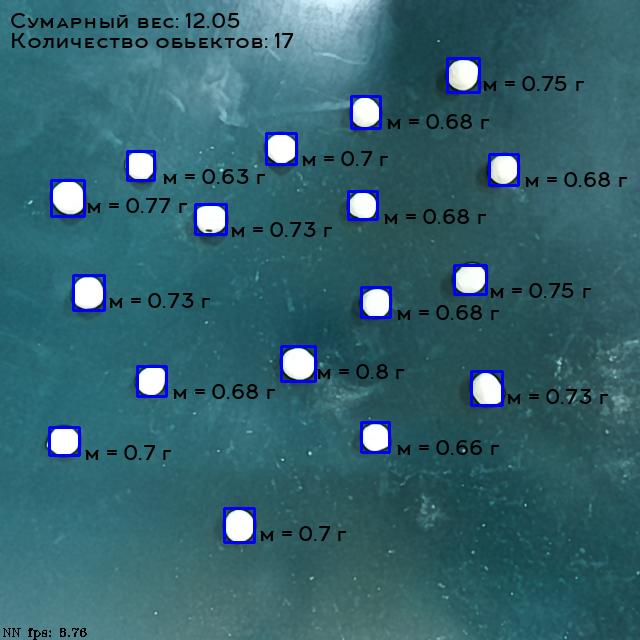 Сумарный вес: 12.05
Количество обьектов: 17
м = 0.75 г
м = 0.68 г
м = 0.7 г
м = 0.63 г
м = 0.68 г
м = 0.77 г
м = 0.68 г
м = 0.73 г
м = 0.75 г
м = 0.73 г
м = 0.68 г
м = 0.8 г
м = 0.68 г
м = 0.73 г
м = 0.66 г
м = 0.7 г
м = 0.7 г
NN fps: 8.76